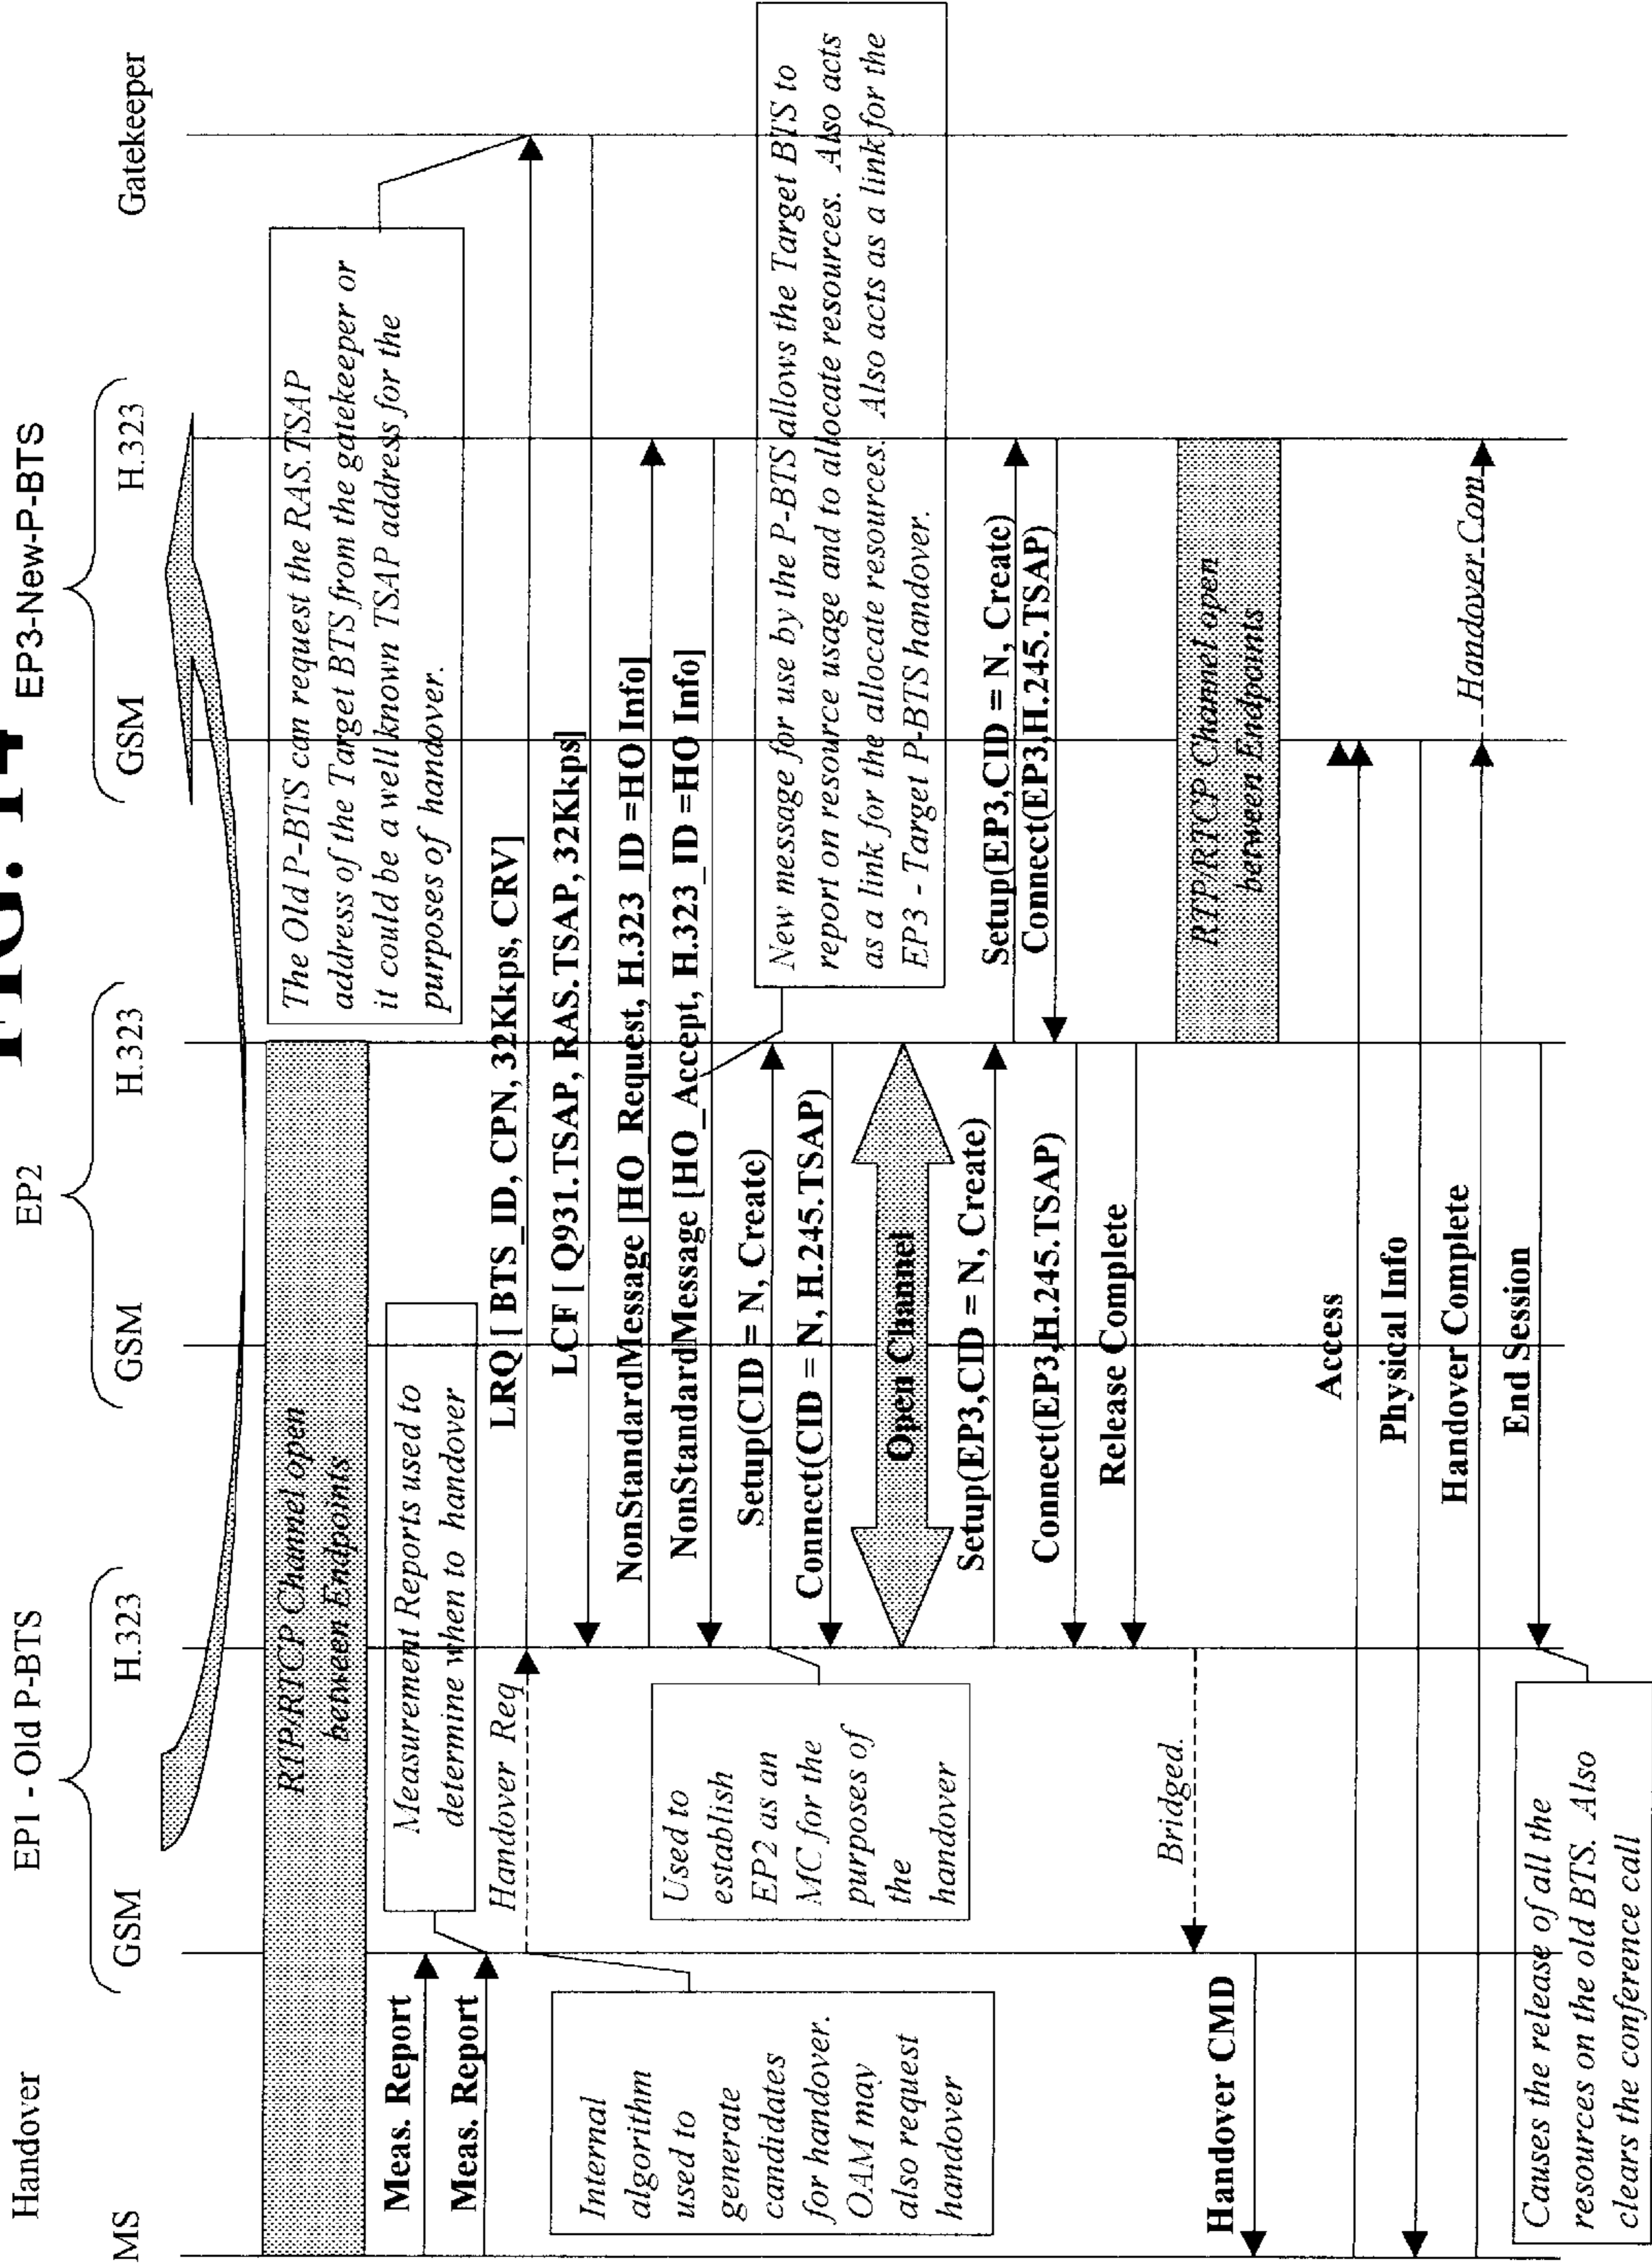 FIG. 14
Handover
EP1 - Old P-BTS
EP2
EP3-New-P-BTS
MS
GSM
H.323
GSM
H.323
GSM
H.323
Gatekeeper
RTP/RTCP Channel open
between Endpoints
The Old P-BTS can request the RAS.TSAP
address of the Target BTS from the gatekeeper or
it could be a well known TSAP address for the
purposes of handover.
Meas. Report
Meas. Report
Measurement Reports used to
determine when to handover
Handover Req
LRQ [ BTS_ID, CPN, 32Kkps, CRV]
LCF [ Q931.TSAP, RAS.TSAP, 32Kkps]
Internal
algorithm
used to
generate
candidates
for handover.
OAM may
also request
handover
NonStandardMessage [HO_Request, H.323_ID =HO Info]
NonStandardMessage [HO_Accept, H.323_ID =HO Info]
Used to
establish
EP2 as an
MC for the
purposes of
the
handover
Setup(CID = N, Create)
Connect(CID = N, H.245.TSAP)
New message for use by the P-BTS allows the Target BTS to
report on resource usage and to allocate resources. Also acts
as a link for the allocate resources. Also acts as a link for the
EP3 - Target P-BTS handover.
Open Channel
Setup(EP3,CID = N, Create)
Setup(EP3,CID = N, Create)
Connect(EP3,H.245.TSAP)
Connect(EP3,H.245.TSAP)
Release Complete
Bridged.
RTP/RTCP Channel open
between Endpoints
Handover CMD
Access
Physical Info
Handover Complete
Handover Com
End Session
Causes the release of all the
resources on the old BTS. Also
clears the conference call